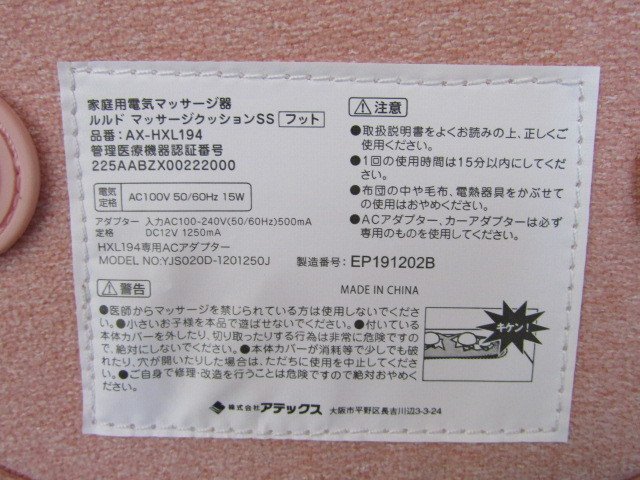 家庭用電気マッサージ器
ルルド マッサージクッションSS フット
品番：AX-HXL194
管理医療機器認証番号
225AABZX00222000
電気定格 AC100V 50/60Hz 15W
アダプター 入力AC100-240V(50/60Hz)500mA
定格 DC12V 1250mA
HXL194専用ACアダプター
MODEL NO:YJS020D-1201250J
製造番号：EP191202B
MADE IN CHINA
⚠注意
●取扱説明書をよくお読みの上、正しくご
使用ください。
●1回の使用時間は15分以内にしてくだ
さい。
●布団の中や毛布、電熱器具をかぶせて
の使用はおやめください。
●ACアダプター、カーアダプターは必ず
専用のものをご使用ください。
⚠警告
●医師からマッサージを禁じられている方は使用しないでくださ
い。●小さいお子様を本品で遊ばせないでください。●付いている
本体カバーを外したり、切り取ったりする行為は非常に危険ですの
で、絶対にしないでください。●本体カバーが消耗等で少しでも破
れたり、穴が開いたりした場合は、ただちに使用を中止してください。
●ご自身で修理・改造を行うことは危険ですので絶対おやめく
ださい。
キケン！
株式会社アテックス 大阪市平野区長吉川辺3-3-24